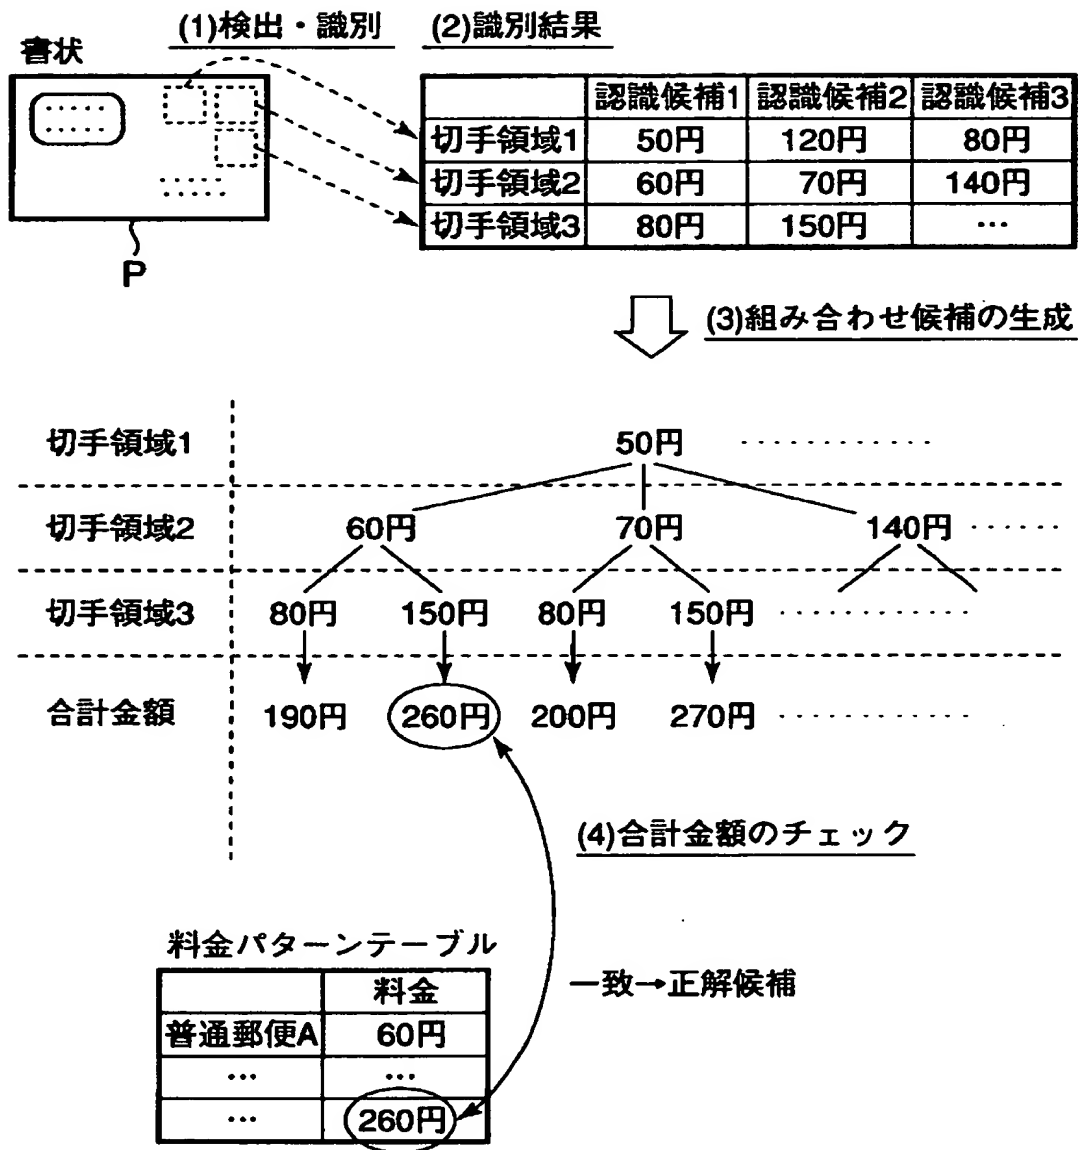 (1)検出・識別 (2)識別結果
書状
認識候補1 認識候補2 認識候補3
切手領域1 50円 120円 80円
切手領域2 60円 70円 140円
切手領域3 80円 150円 …
P
(3)組み合わせ候補の生成
切手領域1 50円 ............
切手領域2 60円 70円 140円 ......
切手領域3 80円 150円 80円 150円 ............
合計金額 190円 260円 200円 270円 ............
(4)合計金額のチェック
料金パターンテーブル
一致→正解候補
料金
普通郵便A 60円
… …
… 260円